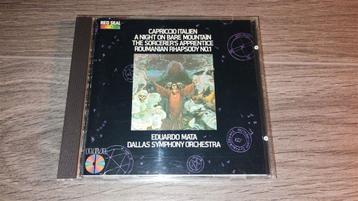 RED SEAL
CAPRICCIO ITALIEN
A NIGHT ON BARE MOUNTAIN
THE SORCERER'S APPRENTICE
ROUMANIAN RHAPSODY NO.1
EDUARDO MATA
DALLAS SYMPHONY ORCHESTRA